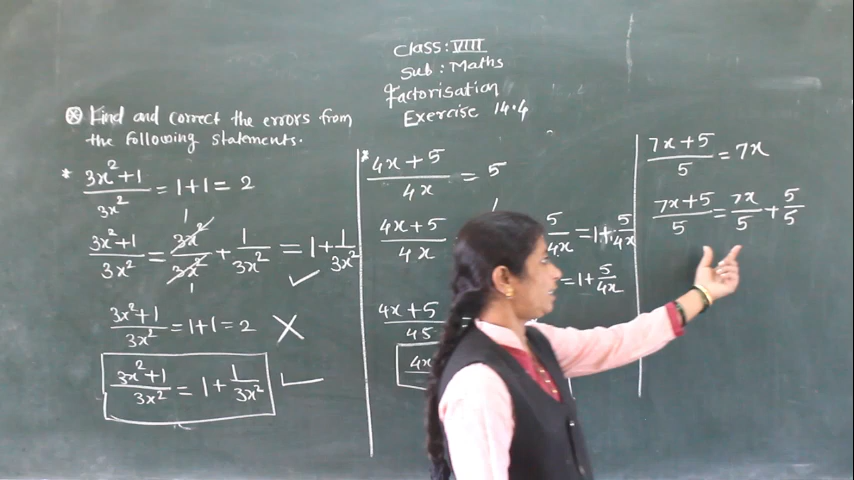 Class: VIII
Sub: Maths
Factorisation
Exercise 14.4
⊛ Find and correct the errors from
the following statements.
* (3x²+1)/3x² = 1+1 = 2
(3x²+1)/3x² = 3x²/3x² + 1/3x² = 1 + 1/3x² ✓
1
1
(3x²+1)/3x² = 1+1 = 2 ✗
(3x²+1)/3x² = 1 + 1/3x² ✓
* (4x+5)/4x = 5
(4x+5)/4x 5/4x = 1 + 5/4x
= 1 + 5/4x
(4x+5)/45 =
4x
(7x+5)/5 = 7x
(7x+5)/5 = 7x/5 + 5/5